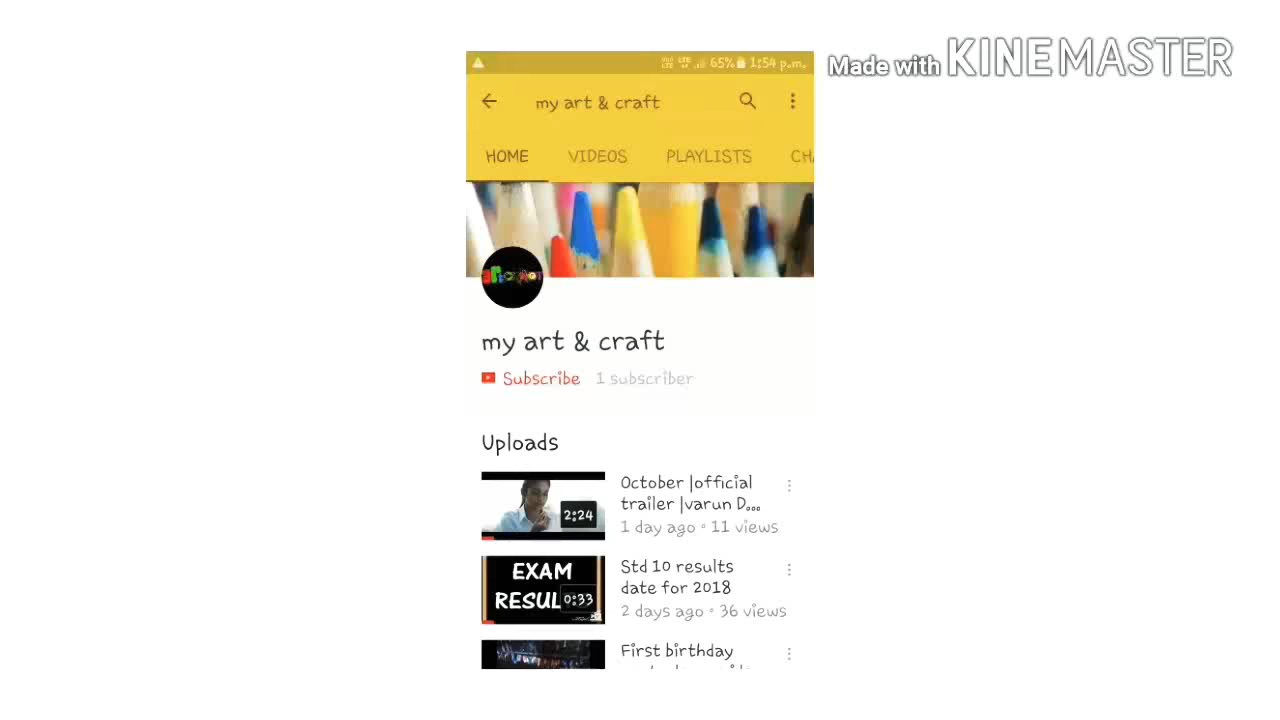 Made with KINEMASTER
65% 1:54 p.m.
my art & craft
HOME VIDEOS PLAYLISTS CHA
my art & craft
Subscribe 1 subscriber
Uploads
2:24
October |official
trailer |varun D...
1 day ago • 11 views
EXAM
RESUL
0:33
Std 10 results
date for 2018
2 days ago • 36 views
First birthday